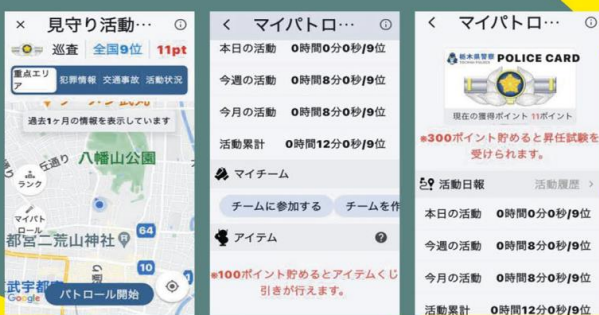 × 見守り活動…
巡査 全国9位 11pt
重点エリア 犯罪情報 交通事故 活動状況
過去1ヶ月の情報を表示しています
八幡山公園
ランク
マイパトロール
都宮二荒山神社
64
10
武宇都
Google
パトロール開始
< マイパトロ…
本日の活動 0時間0分0秒/9位
今週の活動 0時間8分0秒/9位
今月の活動 0時間8分0秒/9位
活動累計 0時間12分0秒/9位
マイチーム
チームに参加する チームを作
アイテム
※100ポイント貯めるとアイテムくじ
引きが行えます。
< マイパトロ…
栃木県警察 POLICE CARD
TOCHIGI POLICE
現在の獲得ポイント 11ポイント
※300ポイント貯めると昇任試験を
受けられます。
活動日報 活動履歴 >
本日の活動 0時間0分0秒/9位
今週の活動 0時間8分0秒/9位
今月の活動 0時間8分0秒/9位
活動累計 0時間12分0秒/9位